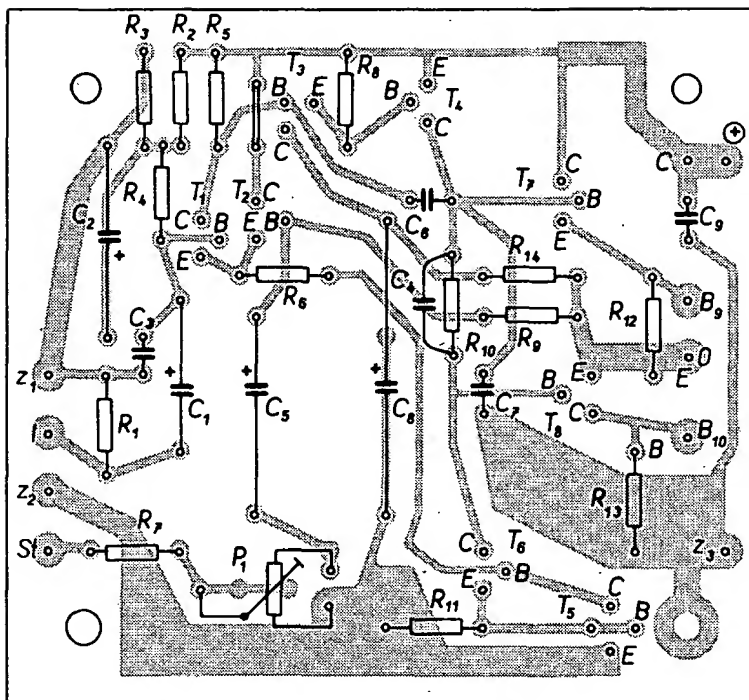 R3 R2 R5
T3 R8 E
B E B T4
C C
⊕
C T7 C
C2 R4 T1 T2 C B
C6 C9
C B E B E
R14
E R6 C4
R12 B9
C3 R10 R9
z1 E E 0
C1 C5 C8 C7 B
R1 C B10
1 T8 B
z2 R13
St R7 P1 C T6 z3
E B C
R11 T5 B
E